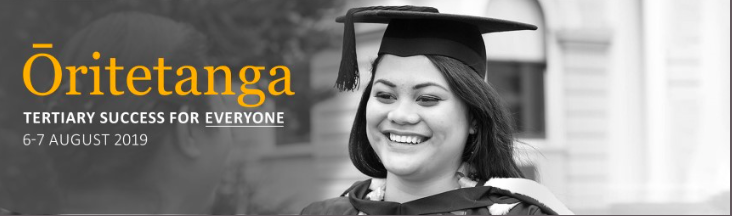 Ōritetanga
TERTIARY SUCCESS FOR EVERYONE
6-7 AUGUST 2019